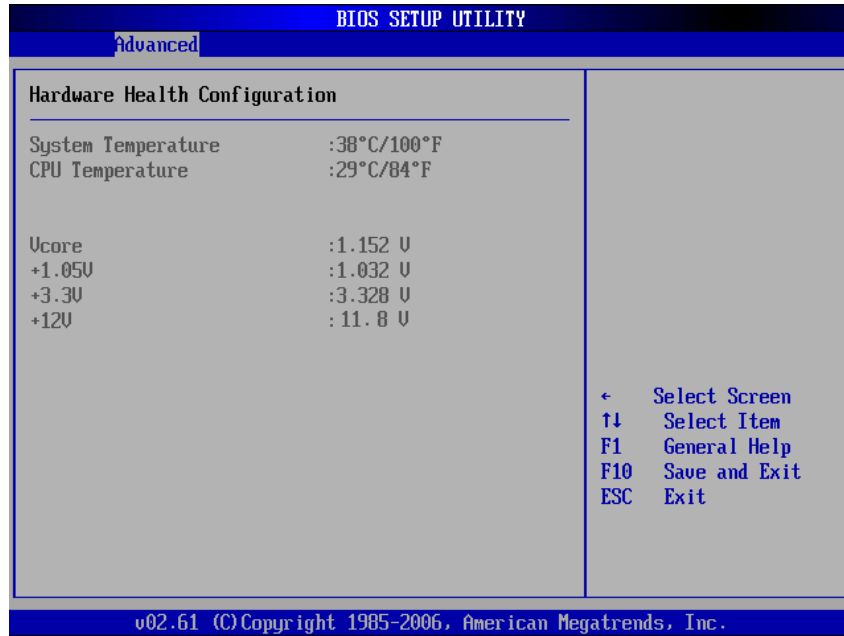 BIOS SETUP UTILITY
Advanced
Hardware Health Configuration
System Temperature :38°C/100°F
CPU Temperature :29°C/84°F
Vcore :1.152 V
+1.05V :1.032 V
+3.3V :3.328 V
+12V :11.8 V
← Select Screen
↑↓ Select Item
F1 General Help
F10 Save and Exit
ESC Exit
v02.61 (C)Copyright 1985-2006, American Megatrends, Inc.